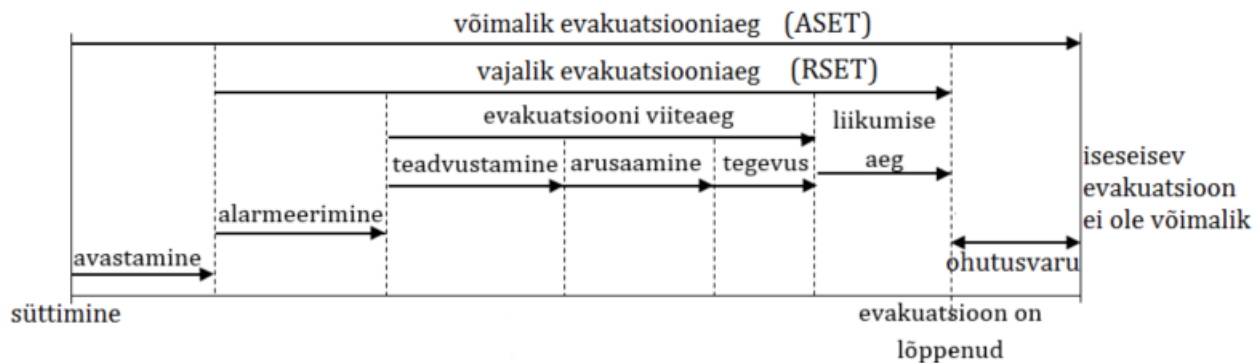 võimalik evakuatsiooniaeg (ASET)
vajalik evakuatsiooniaeg (RSET)
evakuatsiooni viiteaeg
liikumise
aeg
teadvustamine
arusaamine
tegevus
iseseisev
evakuatsioon
ei ole võimalik
alarmeerimine
avastamine
ohutusvaru
süttimine
evakuatsioon on
lõppenud